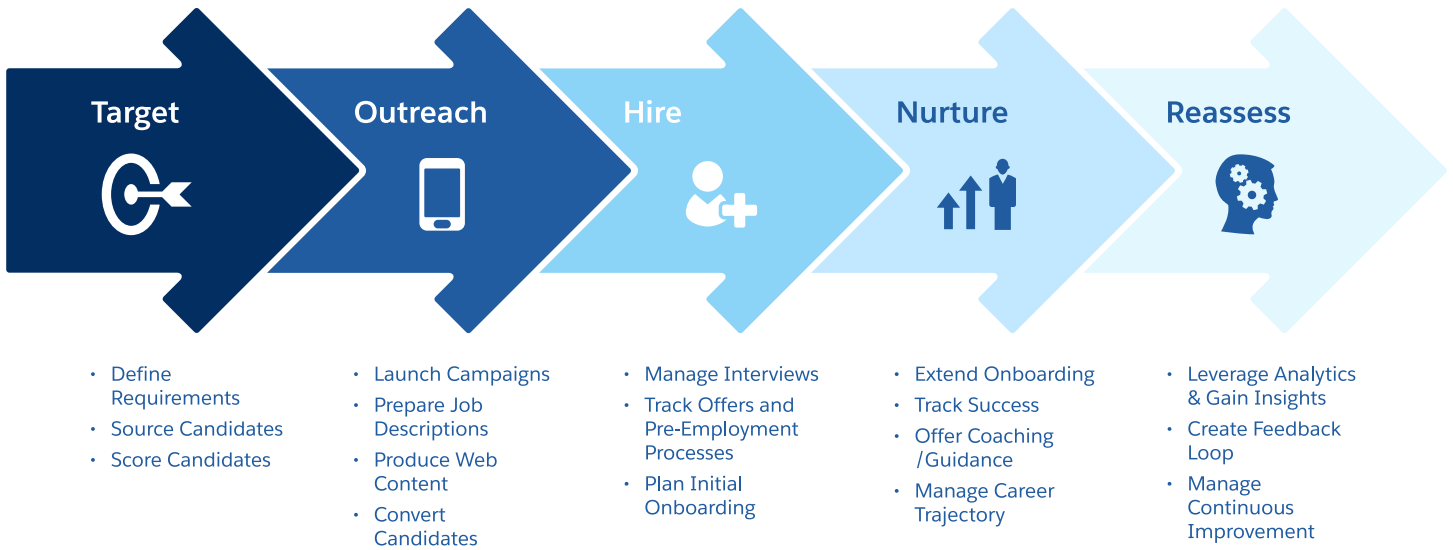 Target
Outreach
Hire
Nurture
Reassess
• Define
Requirements
• Source Candidates
• Score Candidates
• Launch Campaigns
• Prepare Job
Descriptions
• Produce Web
Content
• Convert
Candidates
• Manage Interviews
• Track Offers and
Pre-Employment
Processes
• Plan Initial
Onboarding
• Extend Onboarding
• Track Success
• Offer Coaching
/Guidance
• Manage Career
Trajectory
• Leverage Analytics
& Gain Insights
• Create Feedback
Loop
• Manage
Continuous
Improvement